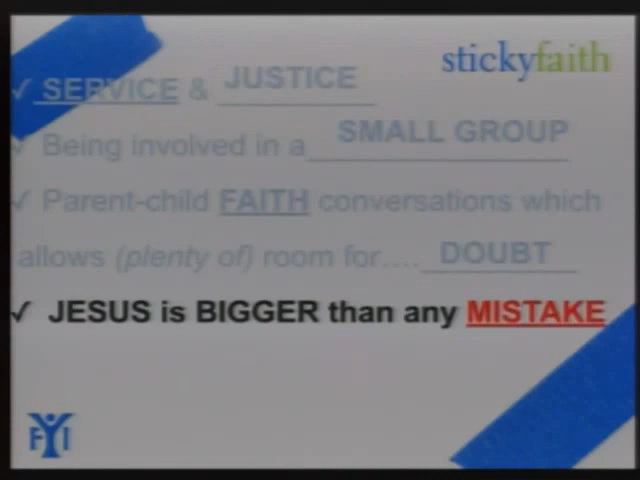 stickyfaith
✓ SERVICE & JUSTICE
✓ Being involved in a SMALL GROUP
✓ Parent-child FAITH conversations which
allows (plenty of) room for.... DOUBT
✓ JESUS is BIGGER than any MISTAKE
FYI